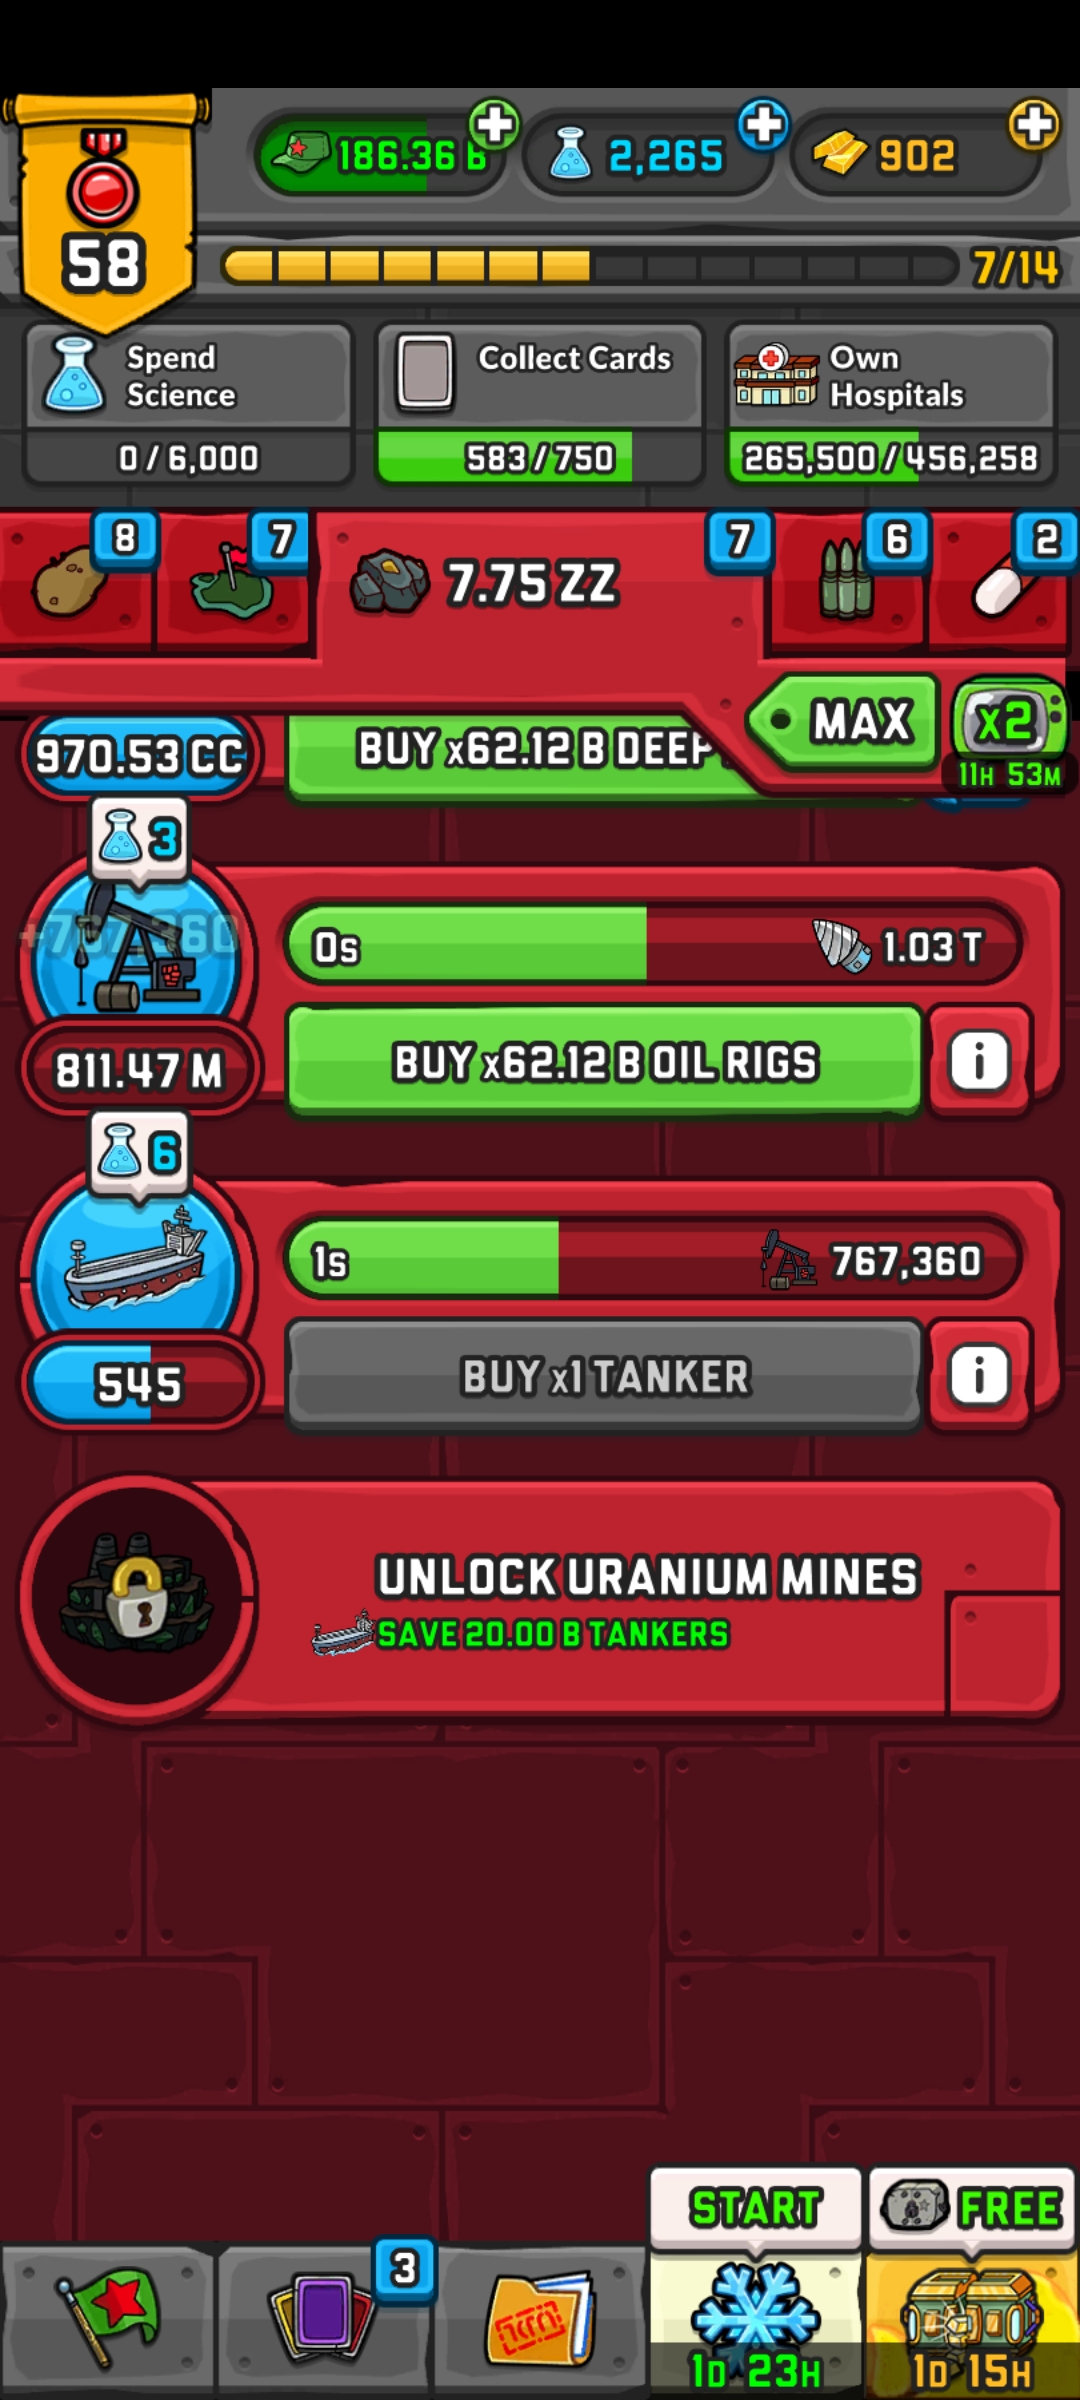 186.36 B
2,265
902
58
7/14
Spend
Science
0 / 6,000
Collect Cards
583 / 750
Own
Hospitals
265,500 / 456,258
8
7
7.75 ZZ
7
6
2
MAX
x2
11H 53M
970.53 CC
BUY x62.12 B DEEP
3
+767,360
0s
1.03 T
811.47 M
BUY x62.12 B OIL RIGS
i
6
1s
767,360
545
BUY x1 TANKER
i
UNLOCK URANIUM MINES
SAVE 20.00 B TANKERS
START
FREE
3
1D 23H
1D 15H